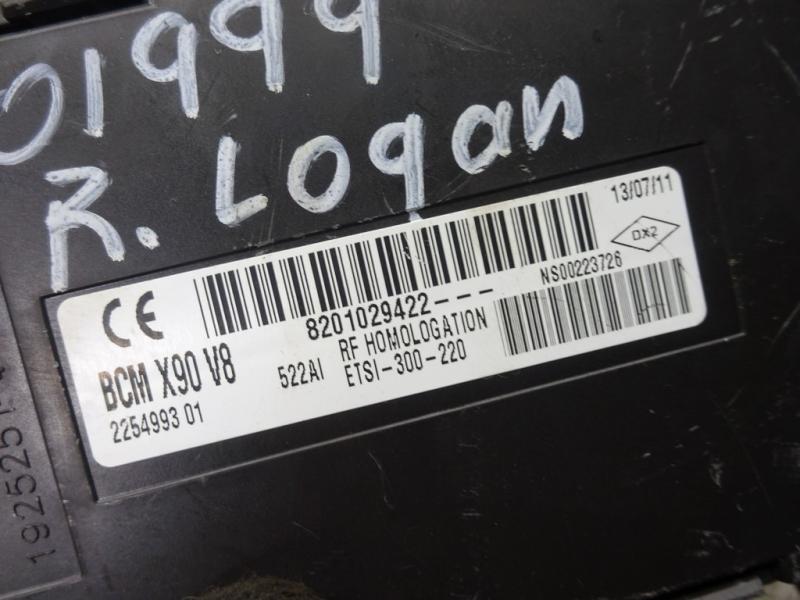 01999
R. Logan
13/07/11
DX2
CE
8201029422---
NS00223726
BCM X90 V8
522AI
RF HOMOLOGATION
ETSI-300-220
2254993 01